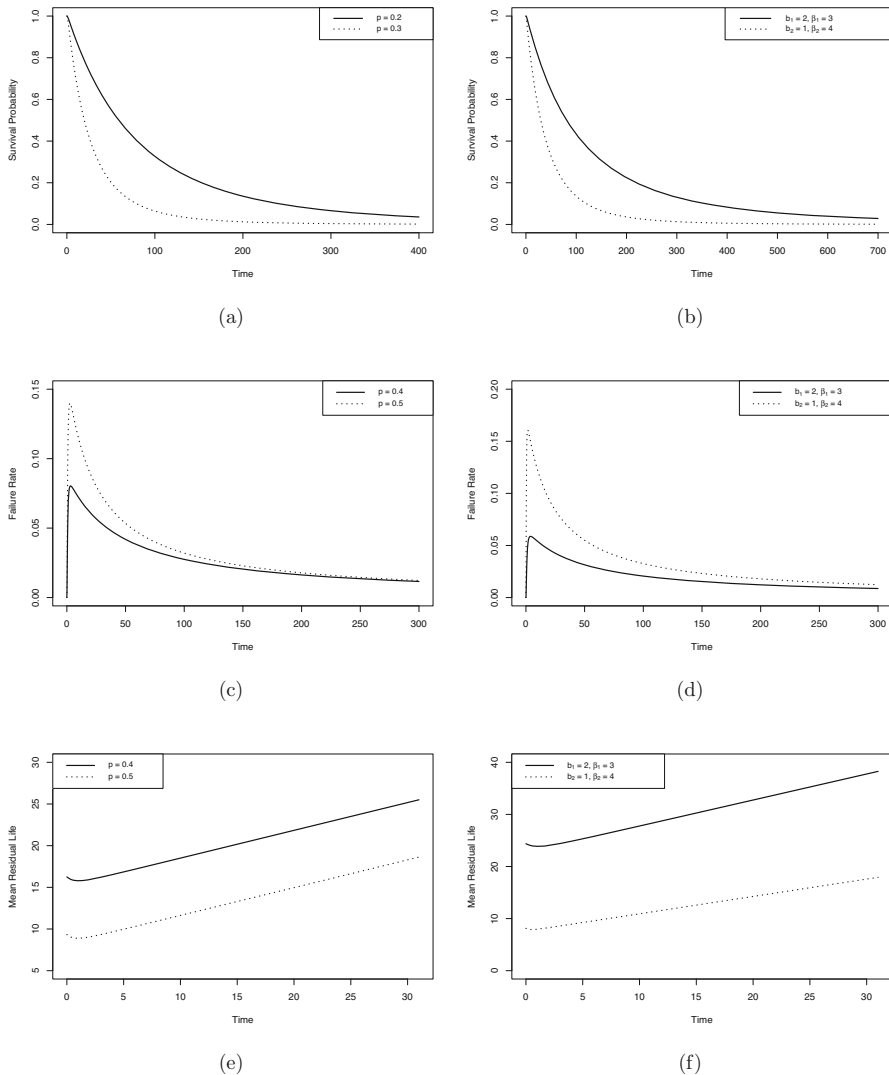 p = 0.2
p = 0.3
Survival Probability
0.0 0.2 0.4 0.6 0.8 1.0
0 100 200 300 400
Time
(a)
b₁ = 2, β₁ = 3
b₂ = 1, β₂ = 4
Survival Probability
0.0 0.2 0.4 0.6 0.8 1.0
0 100 200 300 400 500 600 700
Time
(b)
p = 0.4
p = 0.5
Failure Rate
0.00 0.05 0.10 0.15
0 50 100 150 200 250 300
Time
(c)
b₁ = 2, β₁ = 3
b₂ = 1, β₂ = 4
Failure Rate
0.00 0.05 0.10 0.15 0.20
0 50 100 150 200 250 300
Time
(d)
p = 0.4
p = 0.5
Mean Residual Life
5 10 15 20 25 30
0 5 10 15 20 25 30
Time
(e)
b₁ = 2, β₁ = 3
b₂ = 1, β₂ = 4
Mean Residual Life
0 10 20 30 40
0 5 10 15 20 25 30
Time
(f)